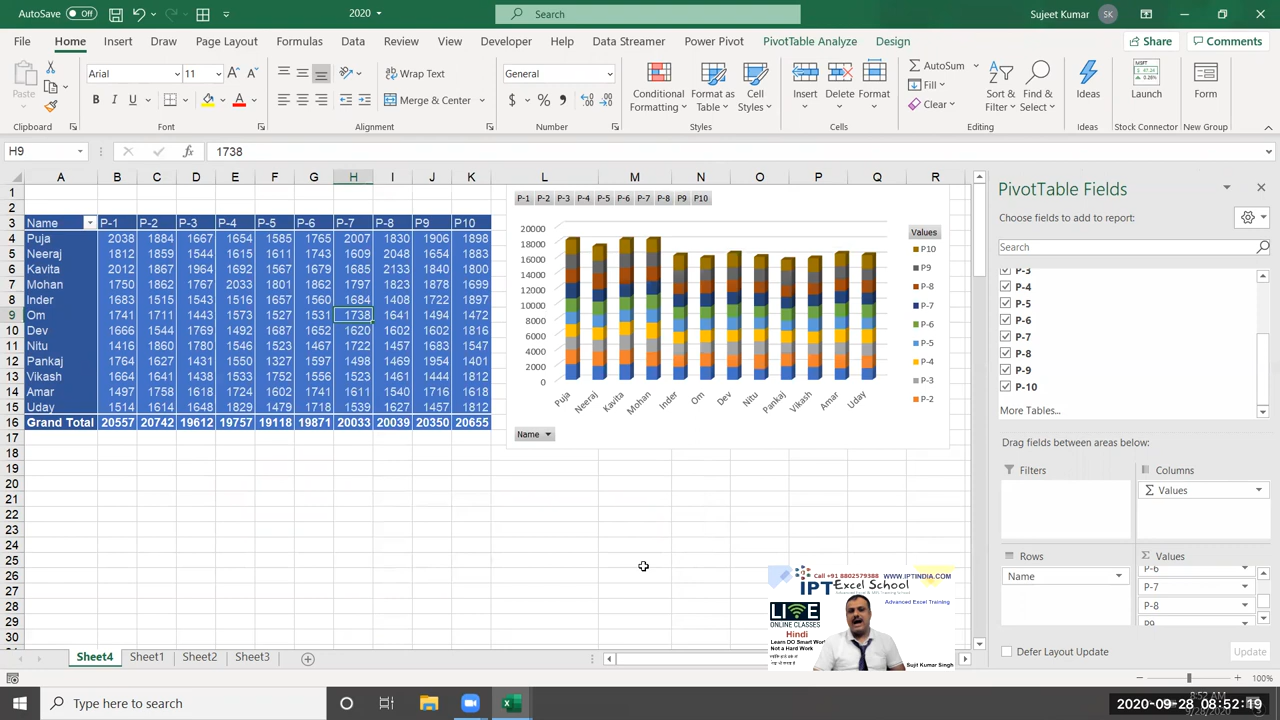 AutoSave Off 2020 Search Sujeet Kumar SK
File Home Insert Draw Page Layout Formulas Data Review View Developer Help Data Streamer Power Pivot PivotTable Analyze Design Share Comments
Paste Arial 11 Wrap Text General Conditional Formatting Format as Table Cell Styles Insert Delete Format AutoSum Fill Clear Sort & Filter Find & Select Ideas Launch Form
B I U Merge & Center $ % 9
Clipboard Font Alignment Number Styles Cells Editing Ideas Stock Connector New Group
H9 fx 1738
A B C D E F G H I J K L M N O P Q R
1
2
3 Name P-1 P-2 P-3 P-4 P-5 P-6 P-7 P-8 P9 P10
4 Puja 2038 1884 1667 1654 1585 1765 2007 1830 1906 1898
5 Neeraj 1812 1859 1544 1615 1611 1743 1609 2048 1654 1883
6 Kavita 2012 1867 1964 1692 1567 1679 1685 2133 1840 1800
7 Mohan 1750 1862 1767 2033 1801 1862 1797 1823 1878 1699
8 Inder 1683 1515 1543 1516 1657 1560 1684 1408 1722 1897
9 Om 1741 1711 1443 1573 1527 1531 1738 1641 1494 1472
10 Dev 1666 1544 1769 1492 1687 1652 1620 1602 1602 1816
11 Nitu 1416 1860 1780 1546 1523 1467 1722 1457 1683 1547
12 Pankaj 1764 1627 1431 1550 1327 1597 1498 1469 1954 1401
13 Vikash 1664 1641 1438 1533 1752 1556 1523 1461 1444 1812
14 Amar 1497 1758 1618 1724 1602 1741 1611 1540 1716 1618
15 Uday 1514 1614 1648 1829 1479 1718 1539 1627 1457 1812
16 Grand Total 20557 20742 19612 19757 19118 19871 20033 20039 20350 20655
17
18
19
20
21
22
23
24
25
26
27
28
29
30
P-1 P-2 P-3 P-4 P-5 P-6 P-7 P-8 P9 P10
20000
18000
16000
14000
12000
10000
8000
6000
4000
2000
0
Puja Neeraj Kavita Mohan Inder Om Dev Nitu Pankaj Vikash Amar Uday
Values
P10
P9
P-8
P-7
P-6
P-5
P-4
P-3
P-2
Name
PivotTable Fields
Choose fields to add to report:
Search
P-3
P-4
P-5
P-6
P-7
P-8
P-9
P-10
More Tables...
Drag fields between areas below:
Filters Columns
Σ Values
Rows Σ Values
Name
P-6
P-7
P-8
P9
Defer Layout Update Update
Call +91 8802579388 WWW.IPTINDIA.COM
IPT Excel School
Advanced Excel Training
LIVE
ONLINE CLASSES
Hindi
Learn DO Smart Work
Not a Hard Work
Sujit Kumar Singh
Sheet4 Sheet1 Sheet2 Sheet3
100%
Type here to search
2020-09-28 08:52:19